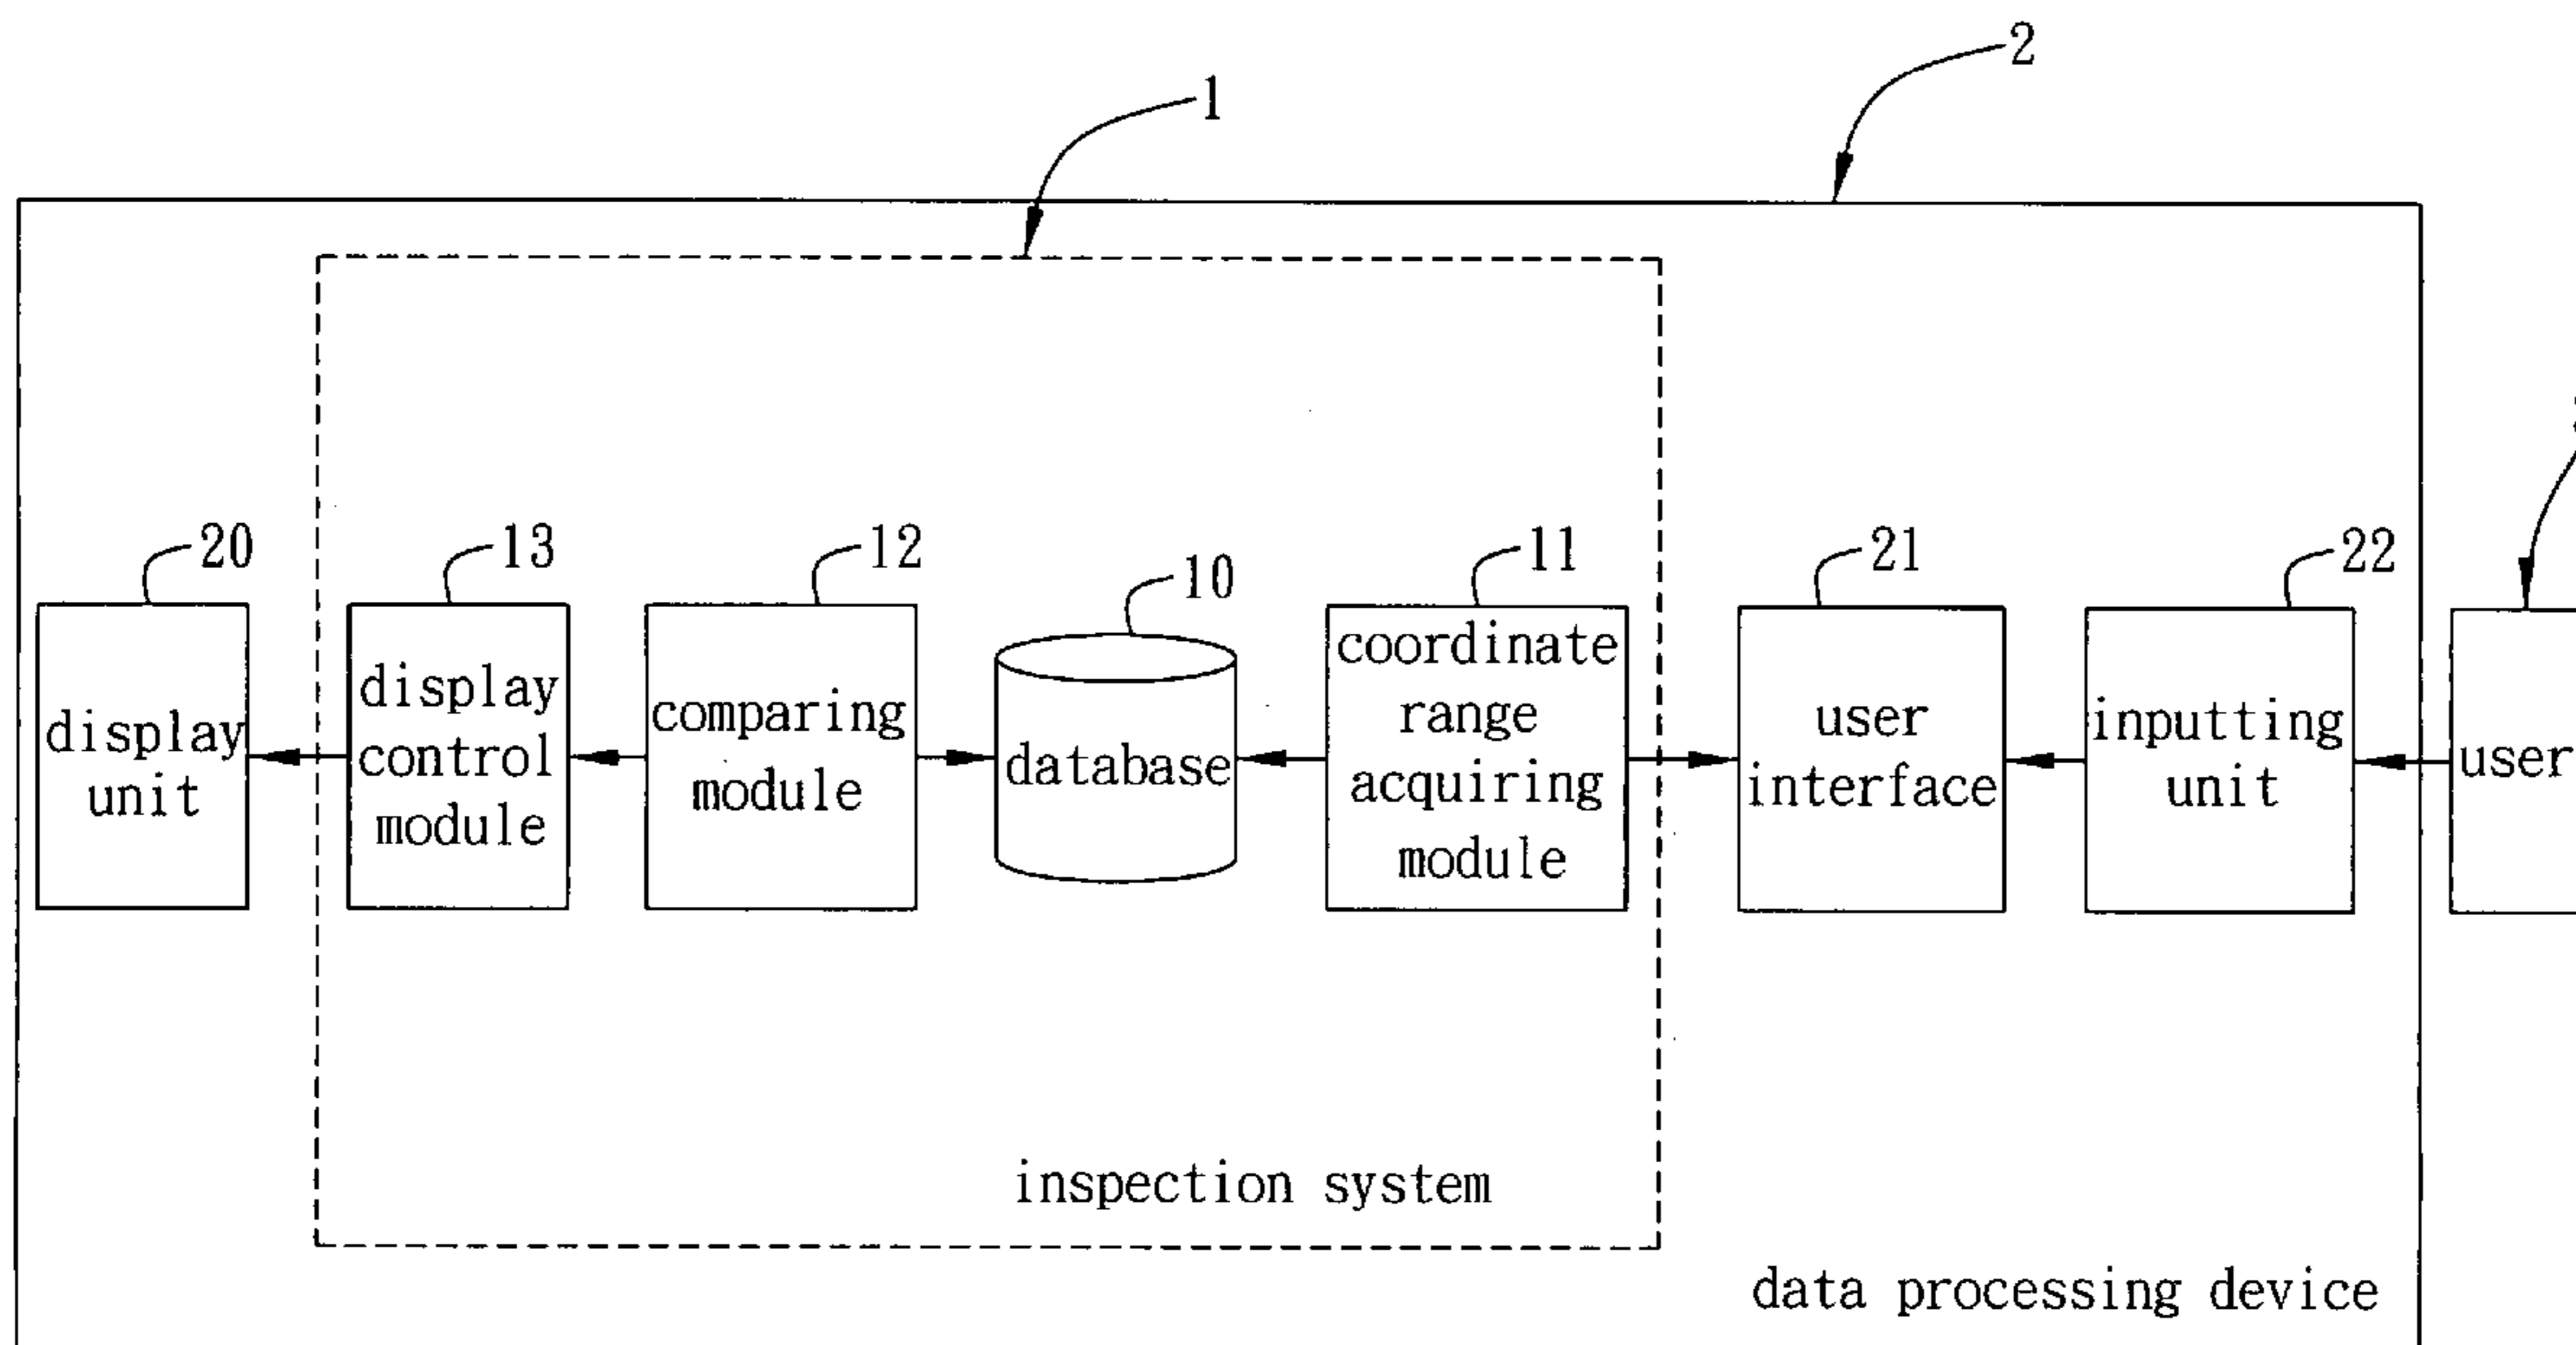 2
1
20
13
12
10
11
21
22
display
unit
display
control
module
comparing
module
database
coordinate
range
acquiring
module
user
interface
inputting
unit
user
inspection system
data processing device